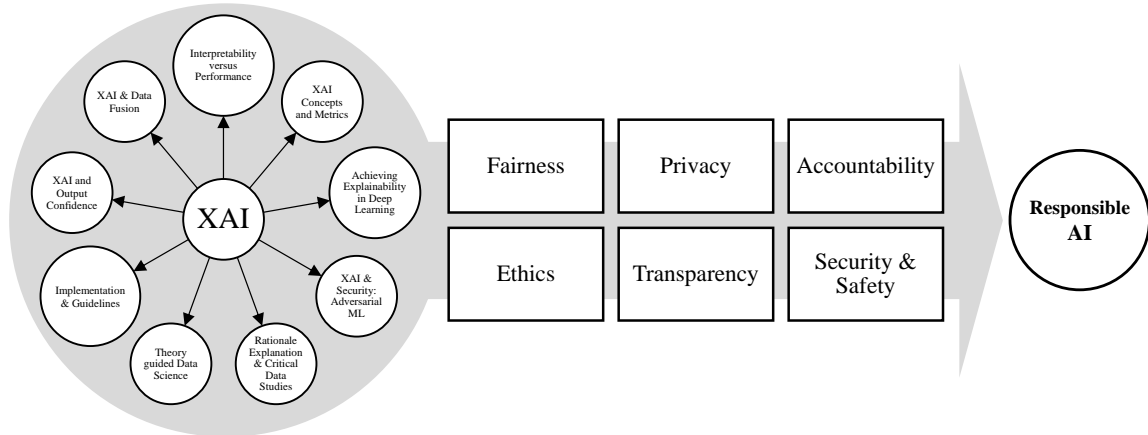 Interpretability
versus
Performance
XAI & Data
Fusion
XAI
Concepts
and Metrics
XAI and
Output
Confidence
Achieving
Explainability
in Deep
Learning
XAI
Implementation
& Guidelines
XAI &
Security:
Adversarial
ML
Theory
guided Data
Science
Rationale
Explanation
& Critical
Data
Studies
Fairness
Privacy
Accountability
Ethics
Transparency
Security &
Safety
Responsible
AI